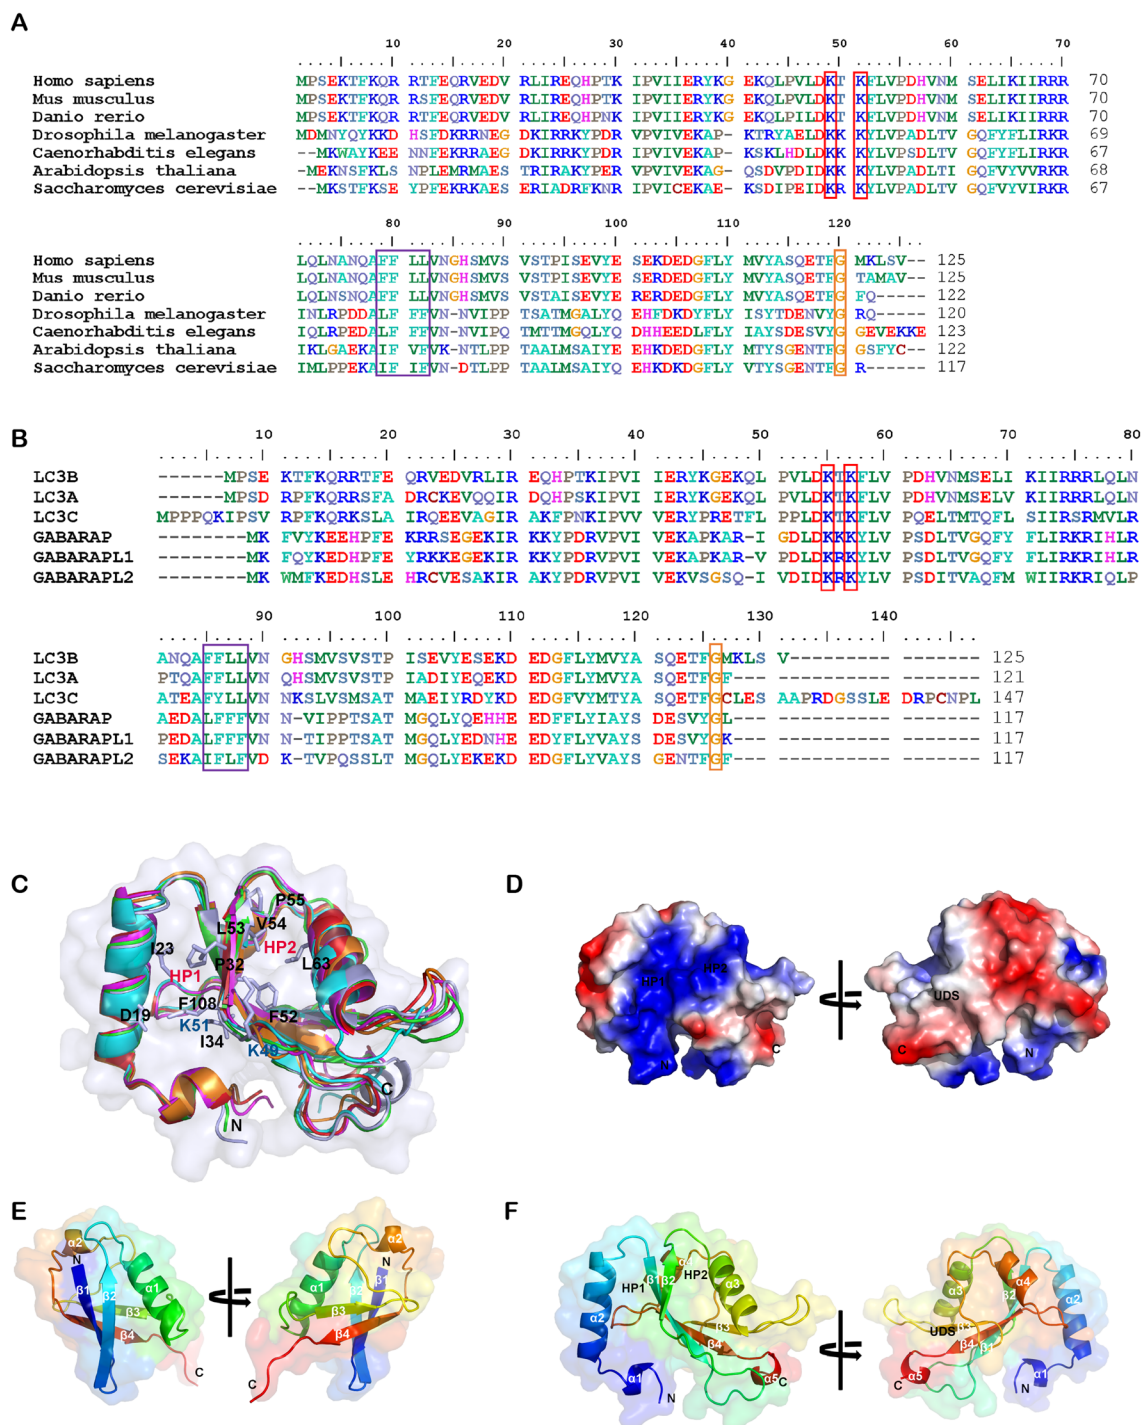 A
10 20 30 40 50 60 70
Homo sapiens MPSEKTFKQR RTFEQRVEDV RLIREQHPTK IPVIIERYKG EKQLPVLDKT KFLVPDHVNM SELIKIIRRR 70
Mus musculus MPSEKTFKQR RSFEQRVEDV RLIREQHPTK IPVIIERYKG EKQLPVLDKT KFLVPDHVNM SELIKIIRRR 70
Danio rerio MPSEKTFKQR RTFEQRVEDV RLIREQHPTK IPVIIERYKG EKQLPILDKT KFLVPDHVNM SELIKIIRRR 70
Drosophila melanogaster MDMNYQYKKD HSFDKRRNEG DKIRRKYPDR VPVIVEKAP- KTRYAELDKK KYLVPADLTV GQFYFLIRKR 69
Caenorhabditis elegans --MKWAYKEE NNFEKRRAEG DKIRRKYPER IPVIVEKAP- KSKLHDLDKK KYLVPSDLTV GQFYFLIRKR 67
Arabidopsis thaliana -MEKNSFKLS NPLEMRMAES TRIRAKYPER VPVIVEKAG- QSDVPDIDKK KYLVPADLTI GQFVYVVRKR 68
Saccharomyces cerevisiae --MKSTFKSE YPFEKRKAES ERIADRFKNR IPVICEKAE- KSDIPEIDKR KYLVPADLTV GQFVYVIRKR 67
80 90 100 110 120
Homo sapiens LQLNANQAFF LLVNGHSMVS VSTPISEVYE SEKDEDGFLY MVYASQETFG MKLSV-- 125
Mus musculus LQLNANQAFF LLVNGHSMVS VSTPISEVYE SERDEDGFLY MVYASQETFG TAMAV-- 125
Danio rerio LQLNSNQAFF LLVNGHSMVS VSTAISEVYE RERDEDGFLY MVYASQETFG FQ----- 122
Drosophila melanogaster INLRPDDALF FFVN-NVIPP TSATMGALYQ EHFDKDYFLY ISYTDENVYG RQ----- 120
Caenorhabditis elegans IQLRPEDALF FFVN-NVIPQ TMTTMGQLYQ DHHEEDLFLY IAYSDESVYG GEVEKKE 123
Arabidopsis thaliana IKLGAEKAIF VFVK-NTLPP TAALMSAIYE EHKDEDGFLY MTYSGENTFG GSFYC-- 122
Saccharomyces cerevisiae IMLPPEKAIF IFVN-DTLPP TAALMSAIYQ EHKDKDGFLY VTYSGENTFG R------ 117
B
10 20 30 40 50 60 70 80
LC3B ------MPSE KTFKQRRTFE QRVEDVRLIR EQHPTKIPVI IERYKGEKQL PVLDKTKFLV PDHVNMSELI KIIRRRLQLN
LC3A ------MPSD RPFKQRRSFA DRCKEVQQIR DQHPSKIPVI IERYKGEKQL PVLDKTKFLV PDHVNMSELV KIIRRRLQLN
LC3C MPPPQKIPSV RPFKQRKSLA IRQEEVAGIR AKFPNKIPVV VERYPRETFL PPLDKTKFLV PQELTMTQFL SIIRSRMVLR
GABARAP --------MK FVYKEEHPFE KRRSEGEKIR KKYPDRVPVI VEKAPKAR-I GDLDKKKYLV PSDLTVGQFY FLIRKRIHLR
GABARAPL1 --------MK FQYKEDHPFE YRKKEGEKIR KKYPDRVPVI VEKAPKAR-V PDLDKRKYLV PSDLTVGQFY FLIRKRIHLR
GABARAPL2 --------MK WMFKEDHSLE HRCVESAKIR AKYPDRVPVI VEKVSGSQ-I VDIDKRKYLV PSDITVAQFM WIIRKRIQLP
90 100 110 120 130 140
LC3B ANQAFFLLVN GHSMVSVSTP ISEVYESEKD EDGFLYMVYA SQETFGMKLS V--------- ------- 125
LC3A PTQAFFLLVN QHSMVSVSTP IADIYEQEKD EDGFLYMVYA SQETFGF--- ---------- ------- 121
LC3C ATEAFYLLVN NKSLVSMSAT MAEIYRDYKD EDGFVYMTYA SQETFGCLES AAPRDGSSLE DRPCNPL 147
GABARAP AEDALFFFVN N-VIPPTSAT MGQLYQEHHE EDYFLYIAYS DESVYGL--- ---------- ------- 117
GABARAPL1 PEDALFFFVN N-TIPPTSAT MGQLYEDNHE EDYFLYVAYS DESVYGK--- ---------- ------- 117
GABARAPL2 SEKAIFLFVD K-TVPQSSLT MGQLYEKEKD EDGFLYVAYS GENTFGF--- ---------- ------- 117
C
P55
L53
V54
I23
HP2
HP1
P32
L63
F108
D19
K51
F52
I34
K49
C
N
D
HP1
HP2
N
C
UDS
C
N
E
α2
N
β1
β2
α1
β3
β4
C
α2
N
α1
β1
β2
β3
β4
C
F
HP1
β1
β2
α4
HP2
α3
α2
β3
β4
α1
N
α5
C
α3
α4
β2
α2
UDS
β4
β1
α5
C
α1
N